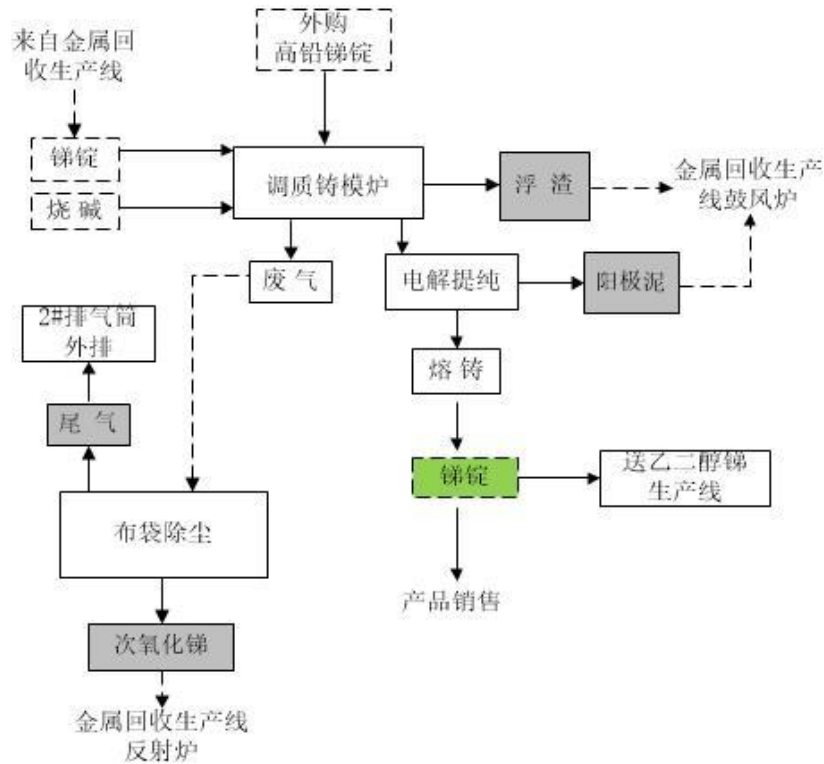 外购
高铅锑锭
来自金属回
收生产线
锑锭
烧碱
调质铸模炉
浮 渣
金属回收生产
线鼓风炉
废 气
电解提纯
阳极泥
2#排气筒
外排
熔 铸
尾 气
锑锭
送乙二醇锑
生产线
布袋除尘
产品销售
次氧化锑
金属回收生产线
反射炉